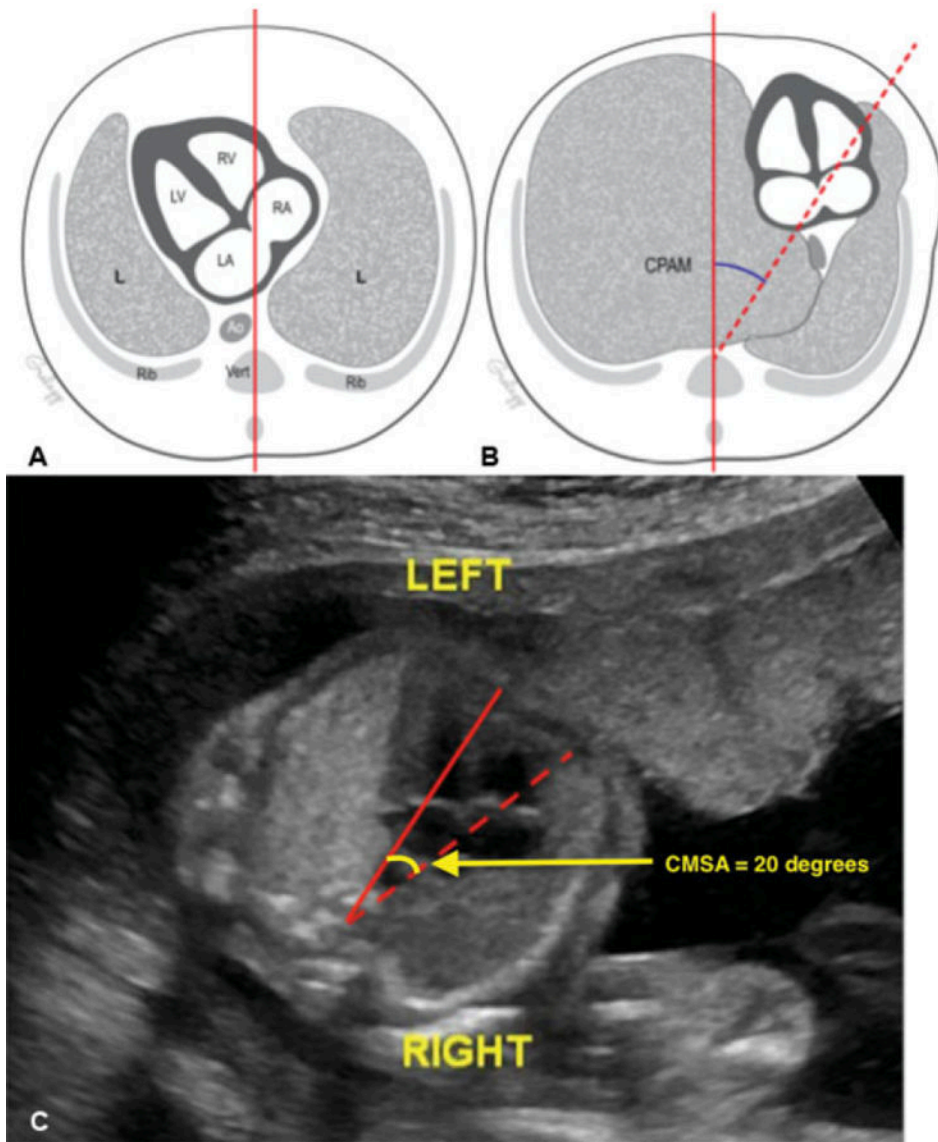 RV
LV
RA
LA
L
L
Ao
Rib
Vert
Rib
A
CPAM
B
LEFT
CMSA = 20 degrees
RIGHT
C